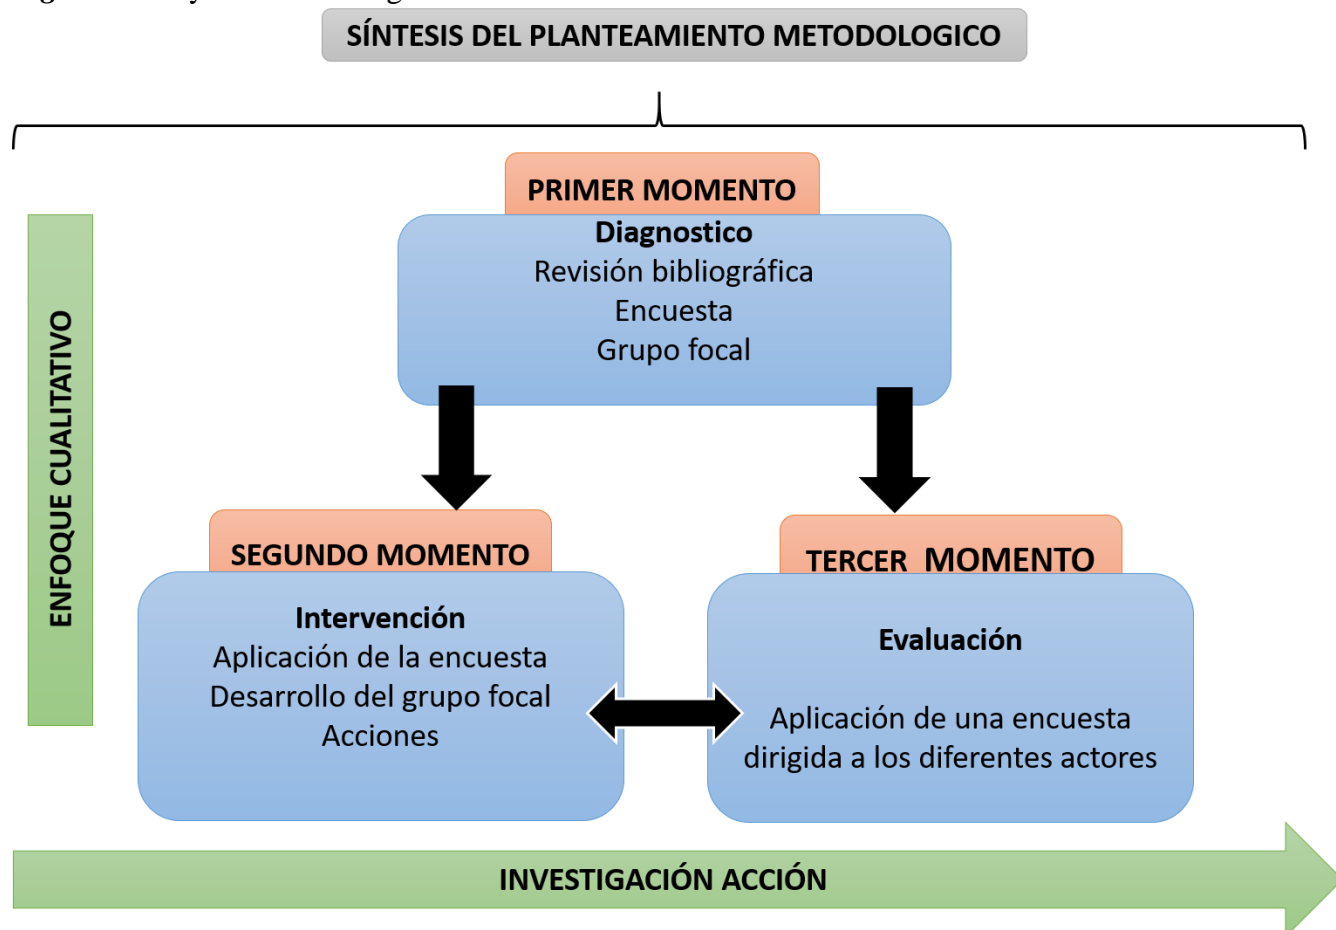 SÍNTESIS DEL PLANTEAMIENTO METODOLOGICO
PRIMER MOMENTO
Diagnostico
Revisión bibliográfica
Encuesta
Grupo focal
ENFOQUE CUALITATIVO
SEGUNDO MOMENTO
Intervención
Aplicación de la encuesta
Desarrollo del grupo focal
Acciones
TERCER MOMENTO
Evaluación
Aplicación de una encuesta
dirigida a los diferentes actores
INVESTIGACIÓN ACCIÓN